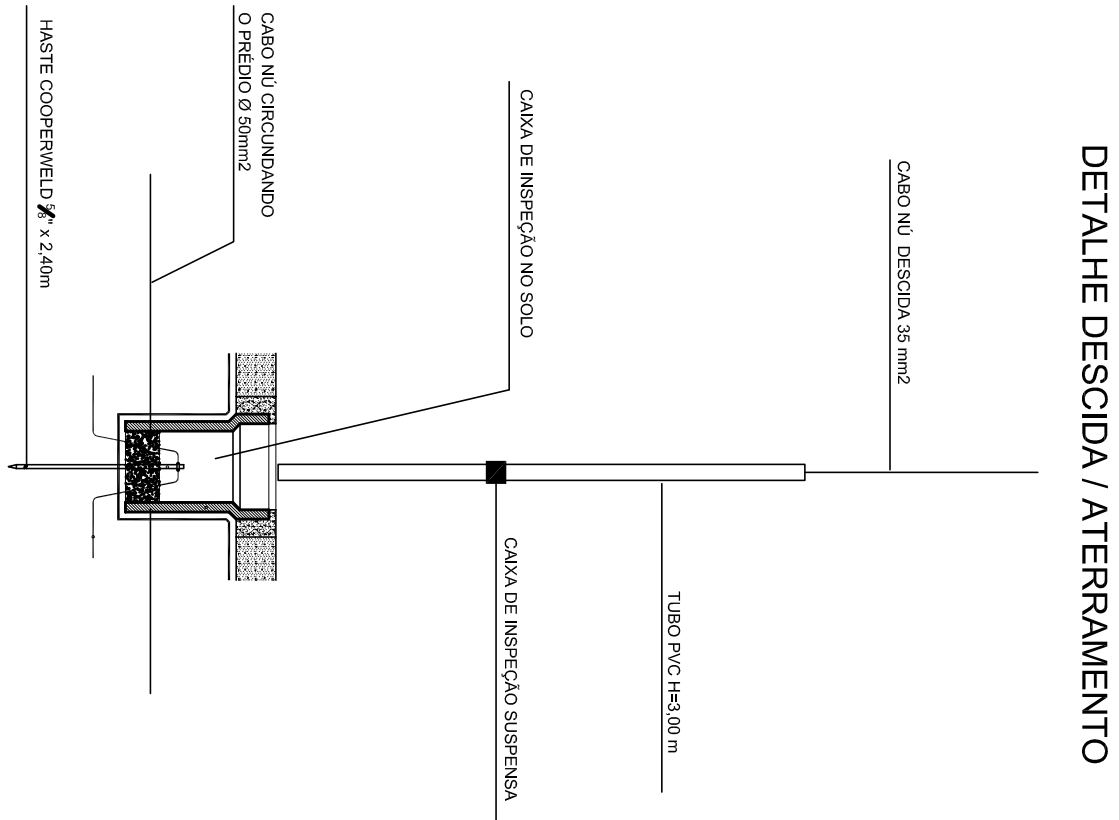 DETALHE DESCIDA / ATERRAMENTO
CABO NÚ DESCIDA 35 mm2
TUBO PVC H=3,00 m
CAIXA DE INSPEÇÃO NO SOLO
CAIXA DE INSPEÇÃO SUSPENSA
CABO NÚ CIRCUNDANDO
O PRÉDIO Ø 50mm2
HASTE COOPERWELD 5/8" x 2,40m